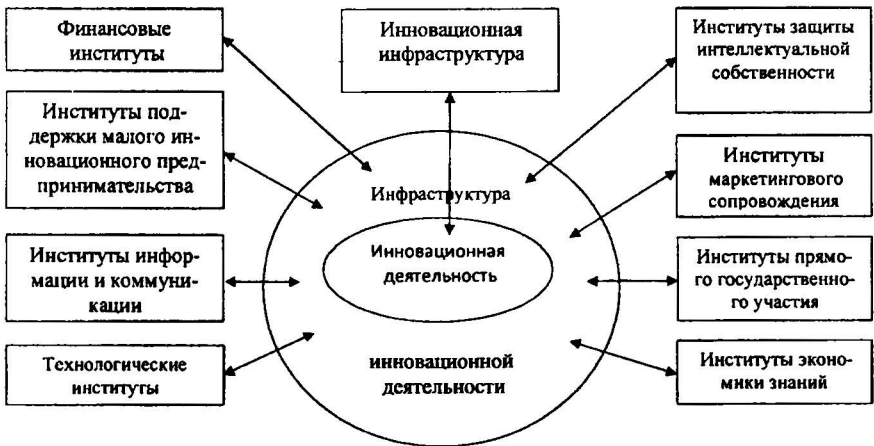 Финансовые
институты
Инновационная
инфраструктура
Институты защиты
интеллектуальной
собственности
Институты под-
держки малого ин-
новационного пред-
принимательства
Институты
маркетингового
сопровождения
Инфраструктура
Инновационная
деятельность
Институты инфор-
мации и коммуни-
кации
Институты прямо-
го государственно-
го участия
Технологические
институты
инновационной
деятельности
Институты эконо-
мики знаний